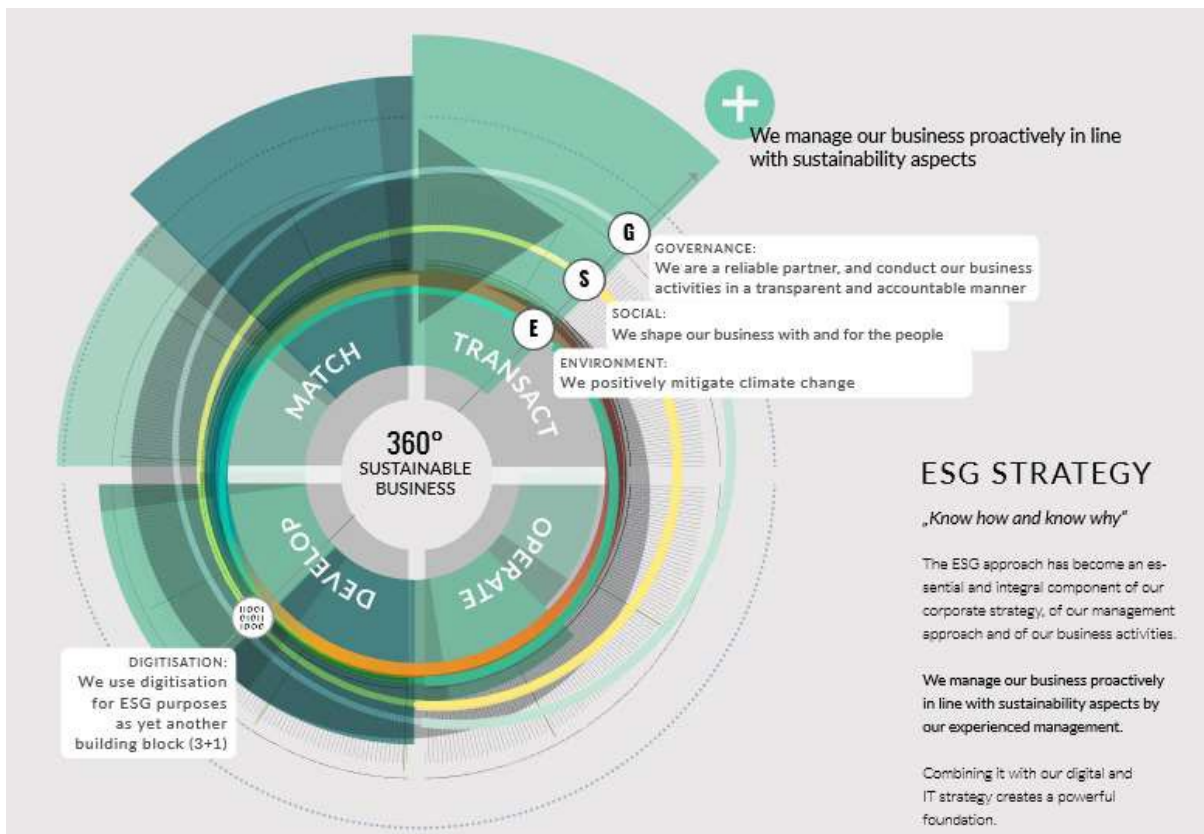 We manage our business proactively in line
with sustainability aspects
G
GOVERNANCE:
We are a reliable partner, and conduct our business
activities in a transparent and accountable manner
S
SOCIAL:
We shape our business with and for the people
E
ENVIRONMENT:
We positively mitigate climate change
MATCH
TRANSACT
360°
SUSTAINABLE
BUSINESS
DEVELOP
OPERATE
DIGITISATION:
We use digitisation
for ESG purposes
as yet another
building block (3+1)
ESG STRATEGY
„Know how and know why“
The ESG approach has become an es-
sential and integral component of our
corporate strategy, of our management
approach and of our business activities.
We manage our business proactively
in line with sustainability aspects by
our experienced management.
Combining it with our digital and
IT strategy creates a powerful
foundation.